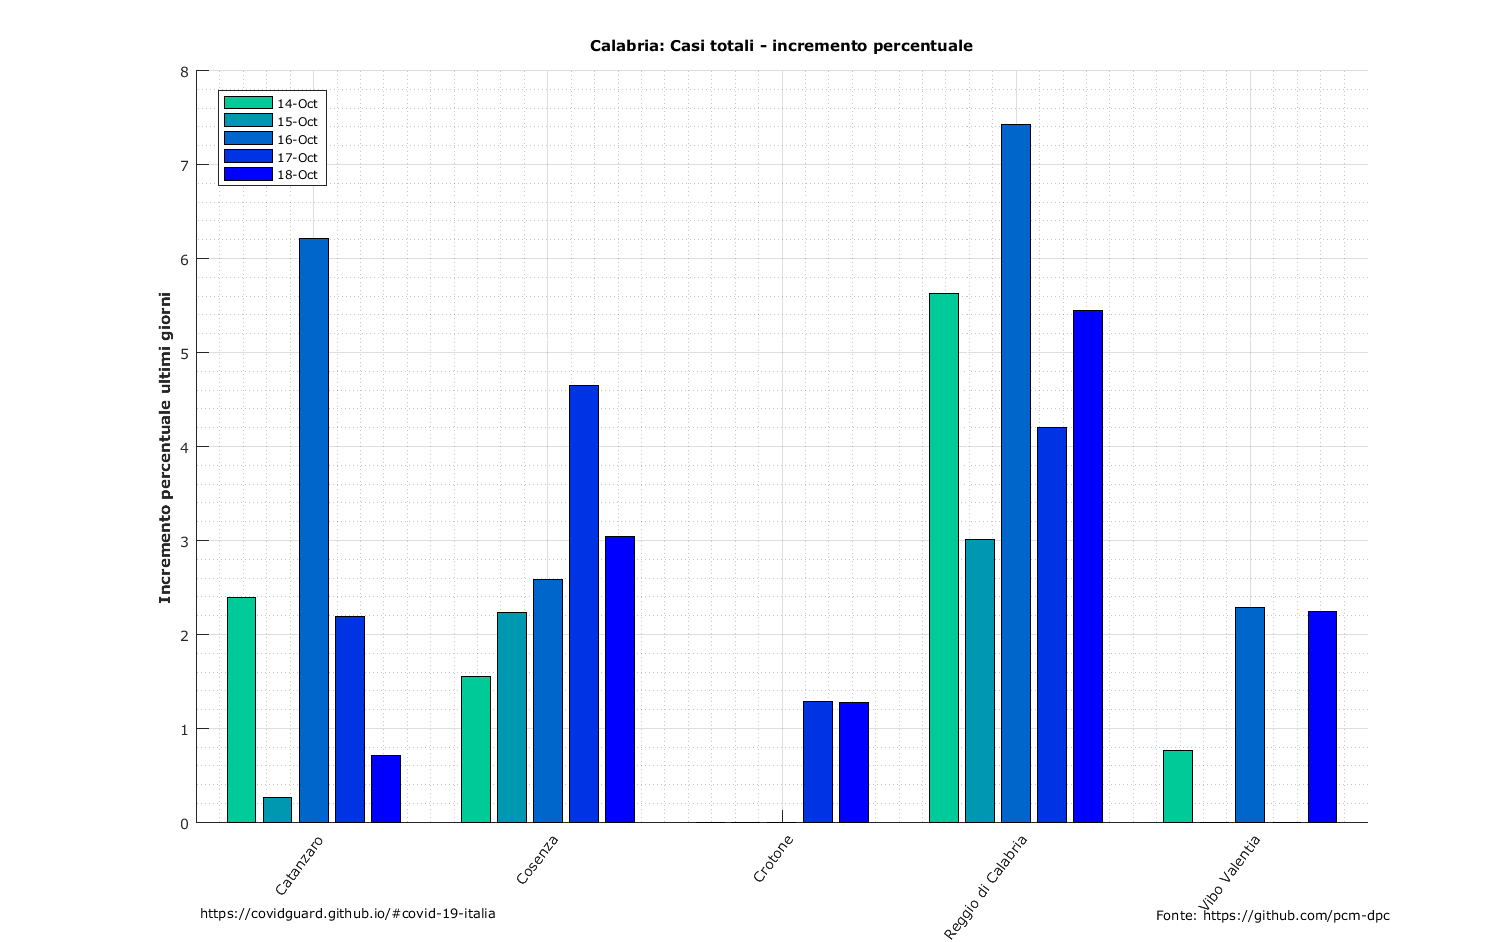 Calabria: Casi totali - incremento percentuale
8
7
6
5
4
3
2
1
0
Incremento percentuale ultimi giorni
14-Oct
15-Oct
16-Oct
17-Oct
18-Oct
Catanzaro
Cosenza
Crotone
Reggio di Calabria
Vibo Valentia
https://covidguard.github.io/#covid-19-italia
Fonte: https://github.com/pcm-dpc